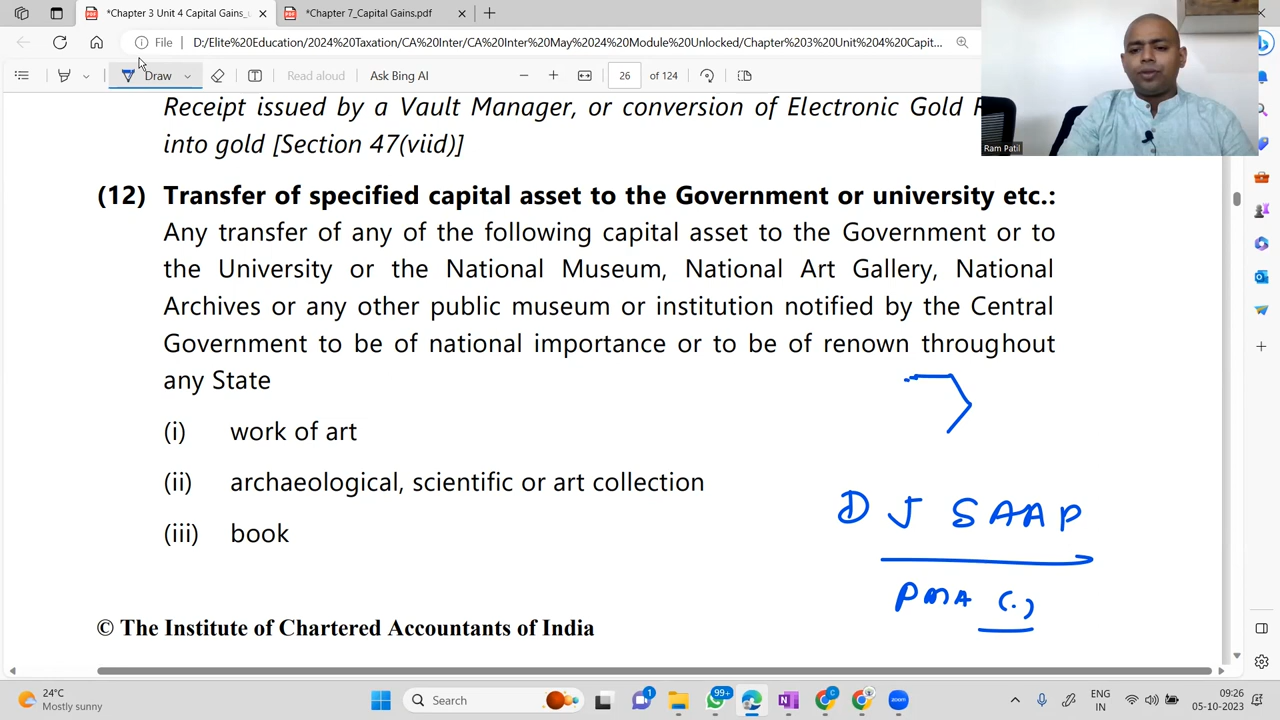 *Chapter 3 Unit 4 Capital Gains_
*Chapter 7_Capital Gains.pdf
File D:/Elite%20Education/2024%20Taxation/CA%20Inter/CA%20Inter%20May%202024%20Module%20Unlocked/Chapter%203%20Unit%204%20Capit...
Draw Read aloud Ask Bing AI 26 of 124
Receipt issued by a Vault Manager, or conversion of Electronic Gold R
into gold [Section 47(viid)]
Ram Patil
(12) Transfer of specified capital asset to the Government or university etc.:
Any transfer of any of the following capital asset to the Government or to
the University or the National Museum, National Art Gallery, National
Archives or any other public museum or institution notified by the Central
Government to be of national importance or to be of renown throughout
any State
(i) work of art
(ii) archaeological, scientific or art collection
(iii) book
D J SAAP
PMA (.)
© The Institute of Chartered Accountants of India
24°C
Mostly sunny
Search
1
99+
ENG
IN
09:26
05-10-2023